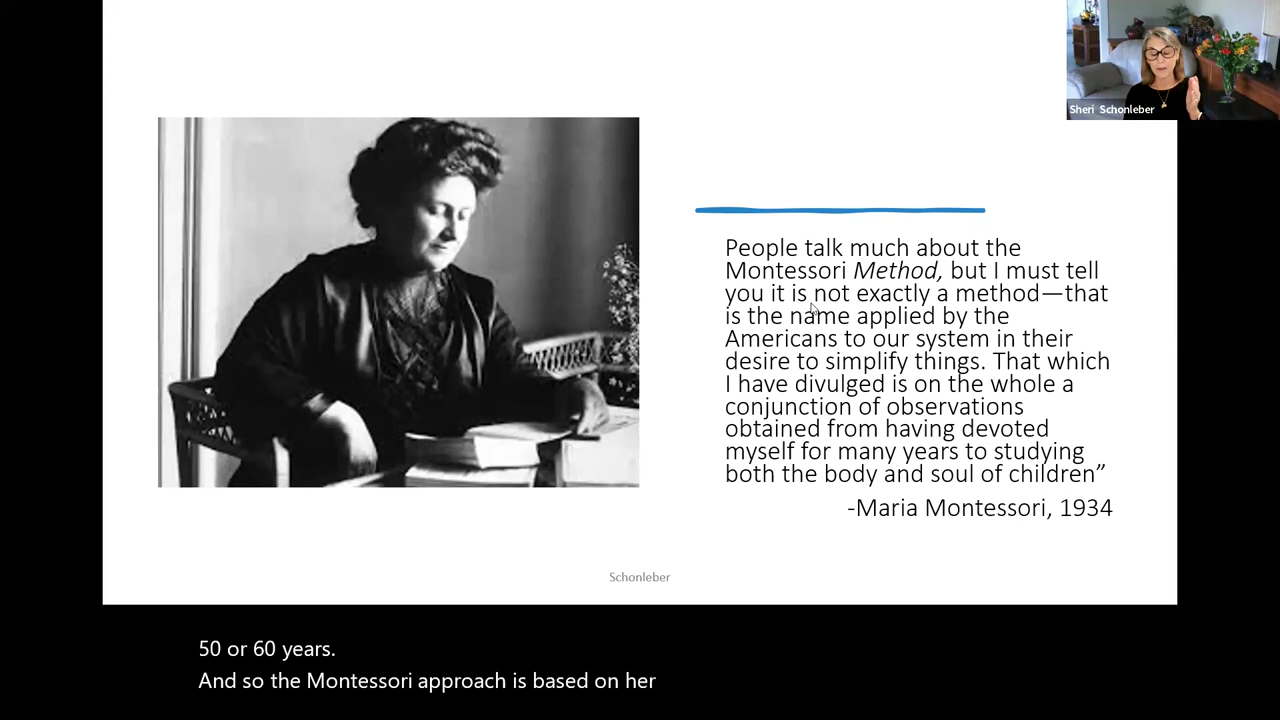 Sheri Schonleber
People talk much about the
Montessori Method, but I must tell
you it is not exactly a method—that
is the name applied by the
Americans to our system in their
desire to simplify things. That which
I have divulged is on the whole a
conjunction of observations
obtained from having devoted
myself for many years to studying
both the body and soul of children”
-Maria Montessori, 1934
Schonleber
50 or 60 years.
And so the Montessori approach is based on her